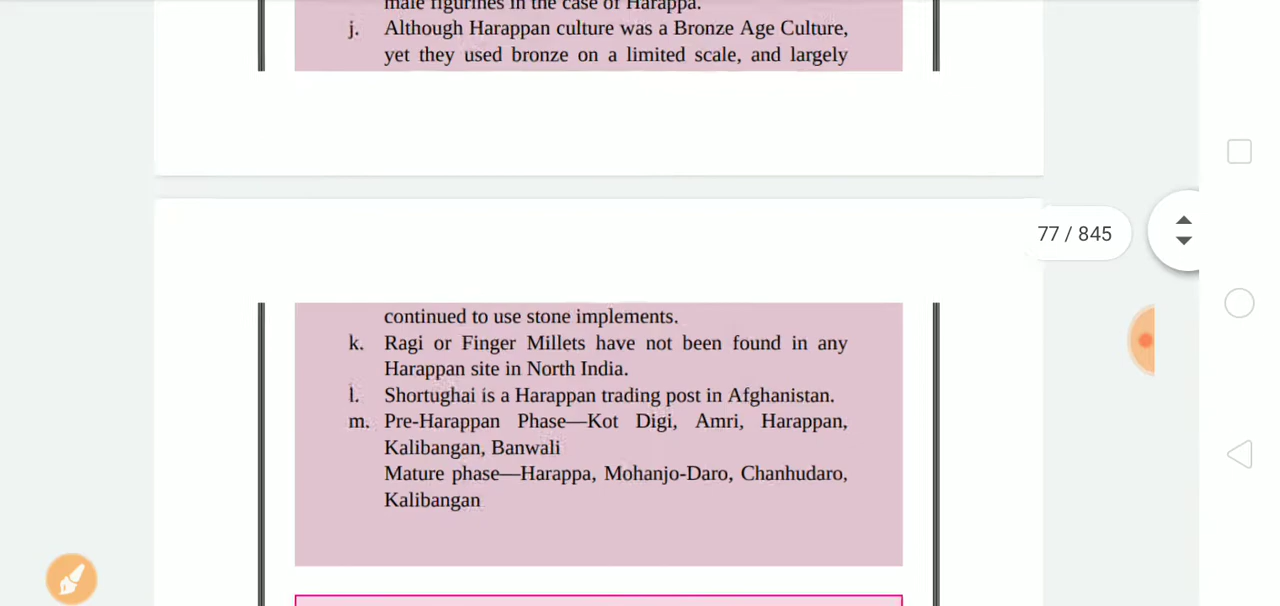 male figurines in the case of Harappa.
j. Although Harappan culture was a Bronze Age Culture,
yet they used bronze on a limited scale, and largely
77 / 845
continued to use stone implements.
k. Ragi or Finger Millets have not been found in any
Harappan site in North India.
l. Shortughai is a Harappan trading post in Afghanistan.
m. Pre-Harappan Phase—Kot Digi, Amri, Harappan,
Kalibangan, Banwali
Mature phase—Harappa, Mohanjo-Daro, Chanhudaro,
Kalibangan